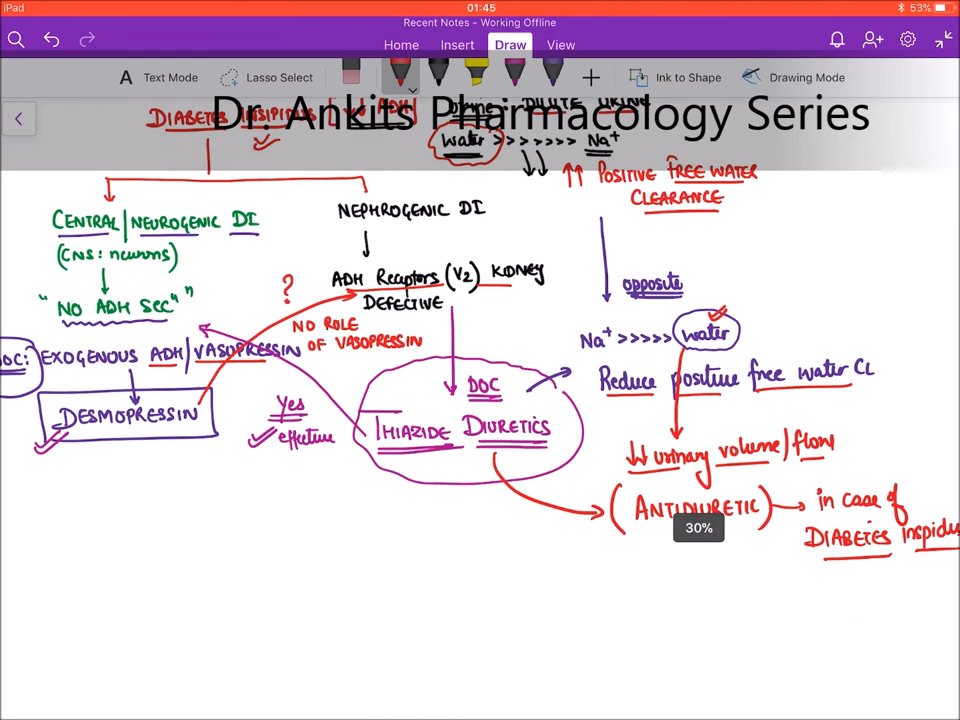 iPad
01:45
53%
Recent Notes - Working Offline
Home Insert Draw View
A Text Mode Lasso Select Ink to Shape Drawing Mode
Dr. Ankits Pharmacology Series
DIABETES INSIPIDUS ↓↓ ADH
Urine DILUTE URINE
water >>>>>>> Na+
↓↓
↑↑ POSITIVE FREE WATER
CLEARANCE
CENTRAL/NEUROGENIC DI
(CNS: neurons)
"NO ADH SECn"
DOC: EXOGENOUS ADH/VASOPRESSIN
DESMOPRESSIN
NEPHROGENIC DI
ADH Receptors (V2) KIDNEY
DEFECTIVE
?
NO ROLE
OF VASOPRESSIN
Yes
effective
DOC
THIAZIDE DIURETICS
opposite
Na+ >>>>> water
Reduce positive free water CL
↓↓ urinary volume/flow
(ANTIDIURETIC) → in case of
DIABETES inspidus
30%